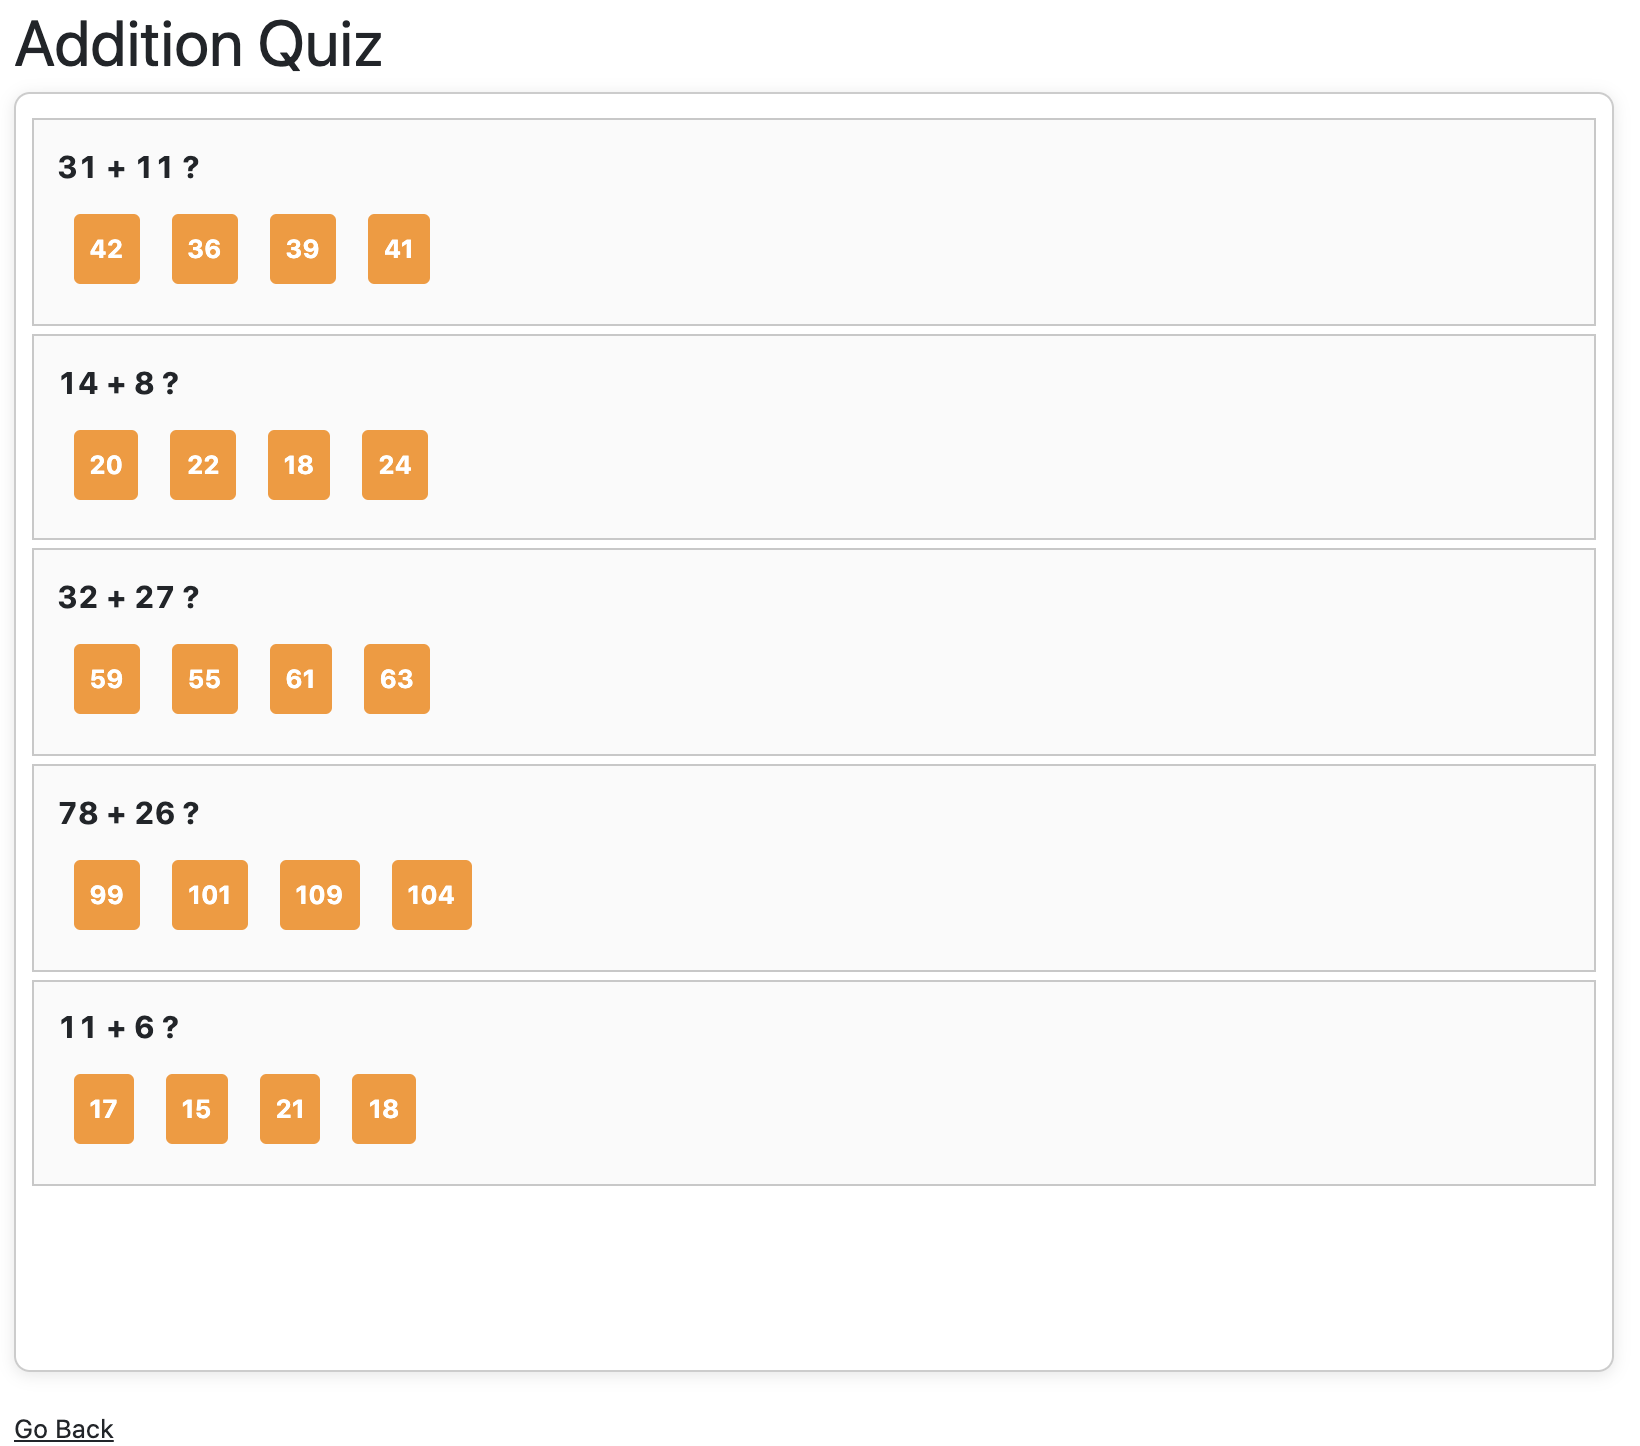 Addition Quiz
31 + 11 ?
42 36 39 41
14 + 8 ?
20 22 18 24
32 + 27 ?
59 55 61 63
78 + 26 ?
99 101 109 104
11 + 6 ?
17 15 21 18
Go Back